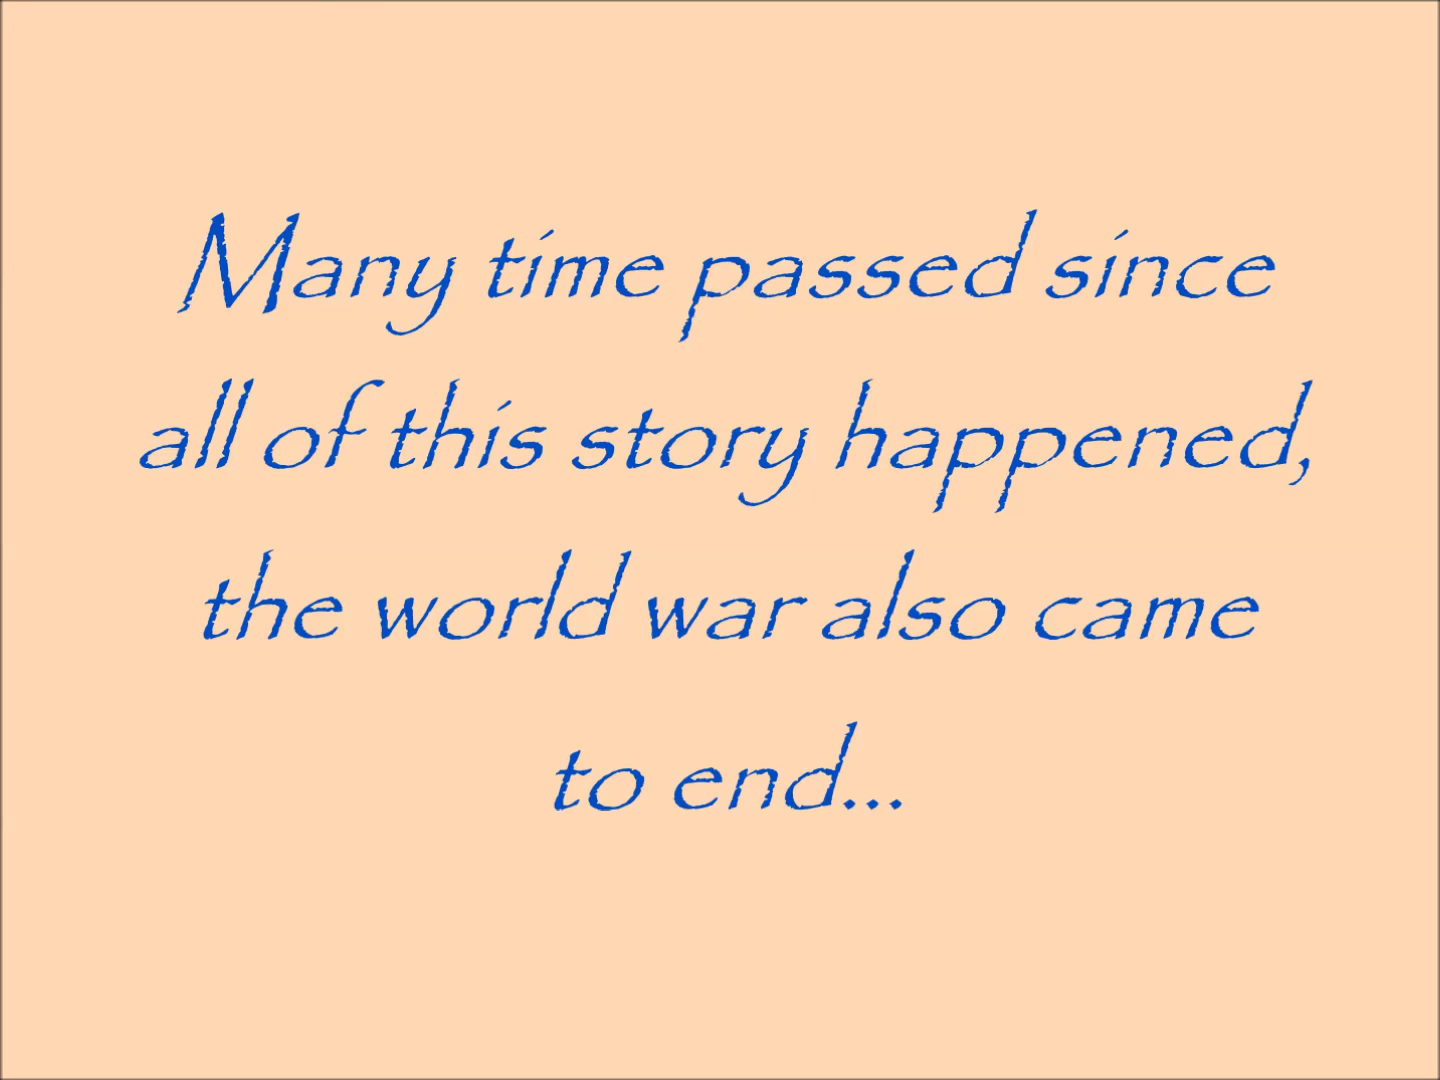 Many time passed since
all of this story happened,
the world war also came
to end...